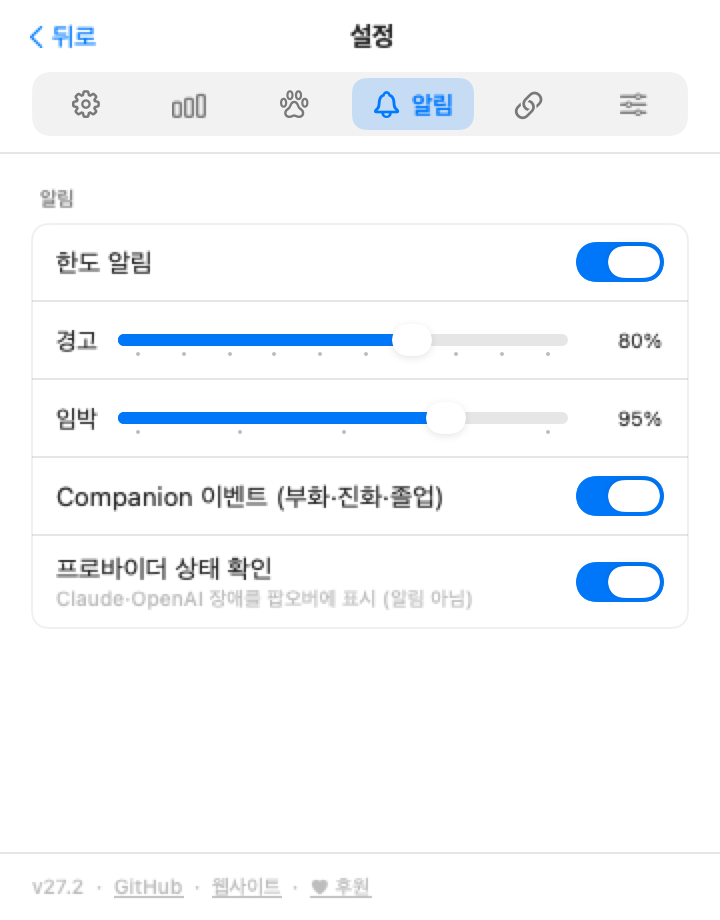 뒤로
설정
알림
알림
한도 알림
경고 80%
임박 95%
Companion 이벤트 (부화·진화·졸업)
프로바이더 상태 확인
Claude·OpenAI 장애를 팝오버에 표시 (알림 아님)
v27.2 · GitHub · 웹사이트 · ♥ 후원